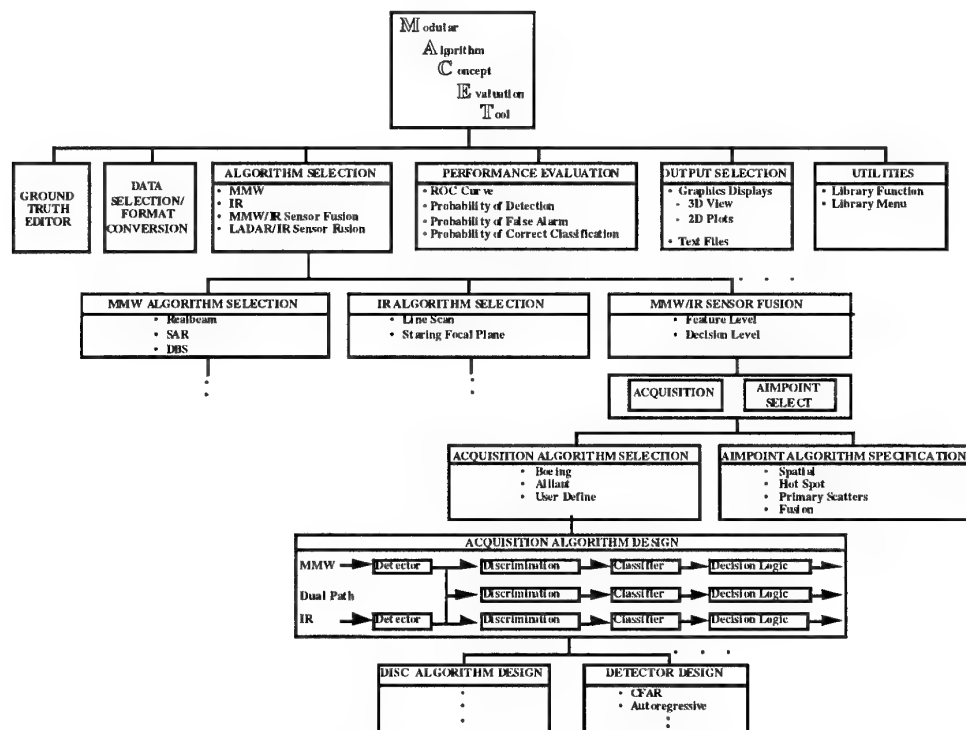 Modular
Algorithm
Concept
Evaluation
Tool
GROUND
TRUTH
EDITOR
DATA
SELECTION/
FORMAT
CONVERSION
ALGORITHM SELECTION
• MMW
• IR
• MMW/IR Sensor Fusion
• LADAR/IR Sensor Fusion
PERFORMANCE EVALUATION
• ROC Curve
• Probability of Detection
• Probability of False Alarm
• Probability of Correct Classification
OUTPUT SELECTION
• Graphics Displays
- 3D View
- 2D Plots
• Text Files
UTILITIES
• Library Function
• Library Menu
MMW ALGORITHM SELECTION
• Realbeam
• SAR
• DBS
IR ALGORITHM SELECTION
• Line Scan
• Staring Focal Plane
MMW/IR SENSOR FUSION
• Feature Level
• Decision Level
ACQUISITION
AIMPOINT
SELECT
ACQUISITION ALGORITHM SELECTION
• Boeing
• Alliant
• User Define
AIMPOINT ALGORITHM SPECIFICATION
• Spatial
• Hot Spot
• Primary Scatters
• Fusion
ACQUISITION ALGORITHM DESIGN
MMW Detector Discrimination Classifier Decision Logic
Dual Path Discrimination Classifier Decision Logic
IR Detector Discrimination Classifier Decision Logic
DISC ALGORITHM DESIGN
DETECTOR DESIGN
• CFAR
• Autoregressive